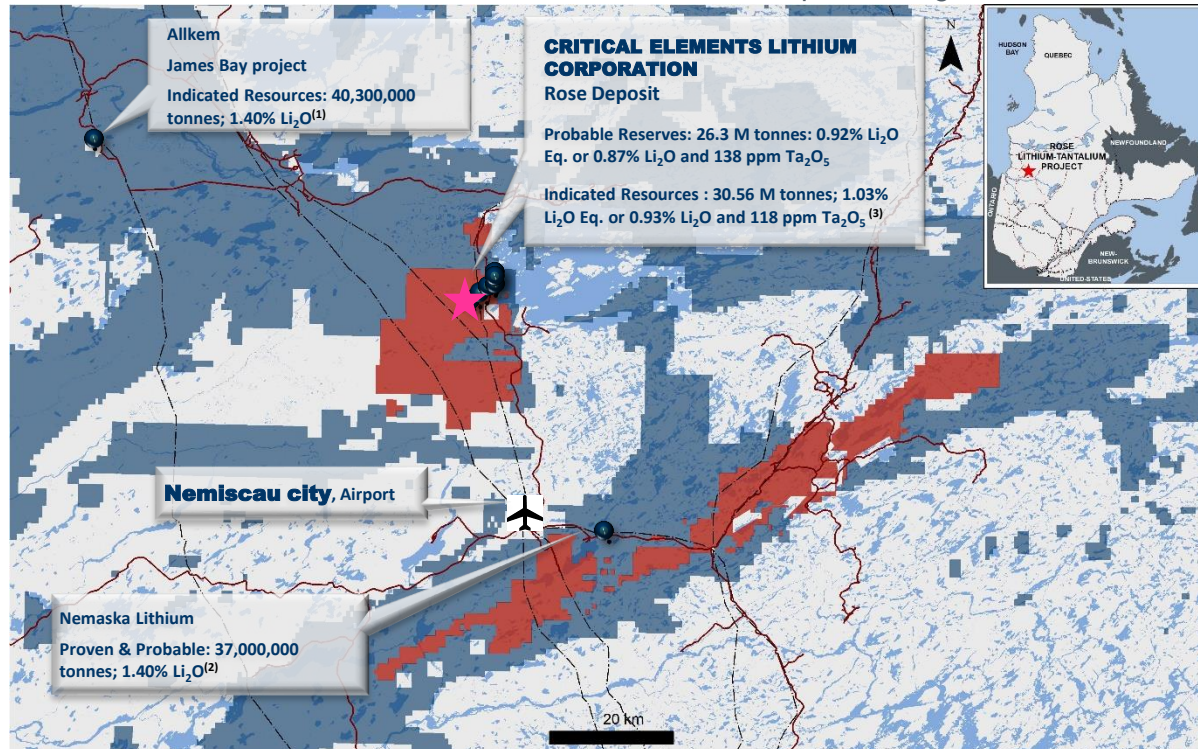 Allkem
James Bay project
Indicated Resources: 40,300,000
tonnes; 1.40% Li₂O⁽¹⁾
CRITICAL ELEMENTS LITHIUM
CORPORATION
Rose Deposit
Probable Reserves: 26.3 M tonnes: 0.92% Li₂O
Eq. or 0.87% Li₂O and 138 ppm Ta₂O₅
Indicated Resources : 30.56 M tonnes; 1.03%
Li₂O Eq. or 0.93% Li₂O and 118 ppm Ta₂O₅ ⁽³⁾
N
HUDSON
BAY
QUEBEC
NEWFOUNDLAND
ROSE
LITHIUM-TANTALIUM
PROJECT
ONTARIO
NEW-
BRUNSWICK
UNITED-STATES
Nemiscau city, Airport
Nemaska Lithium
Proven & Probable: 37,000,000
tonnes; 1.40% Li₂O⁽²⁾
20 km